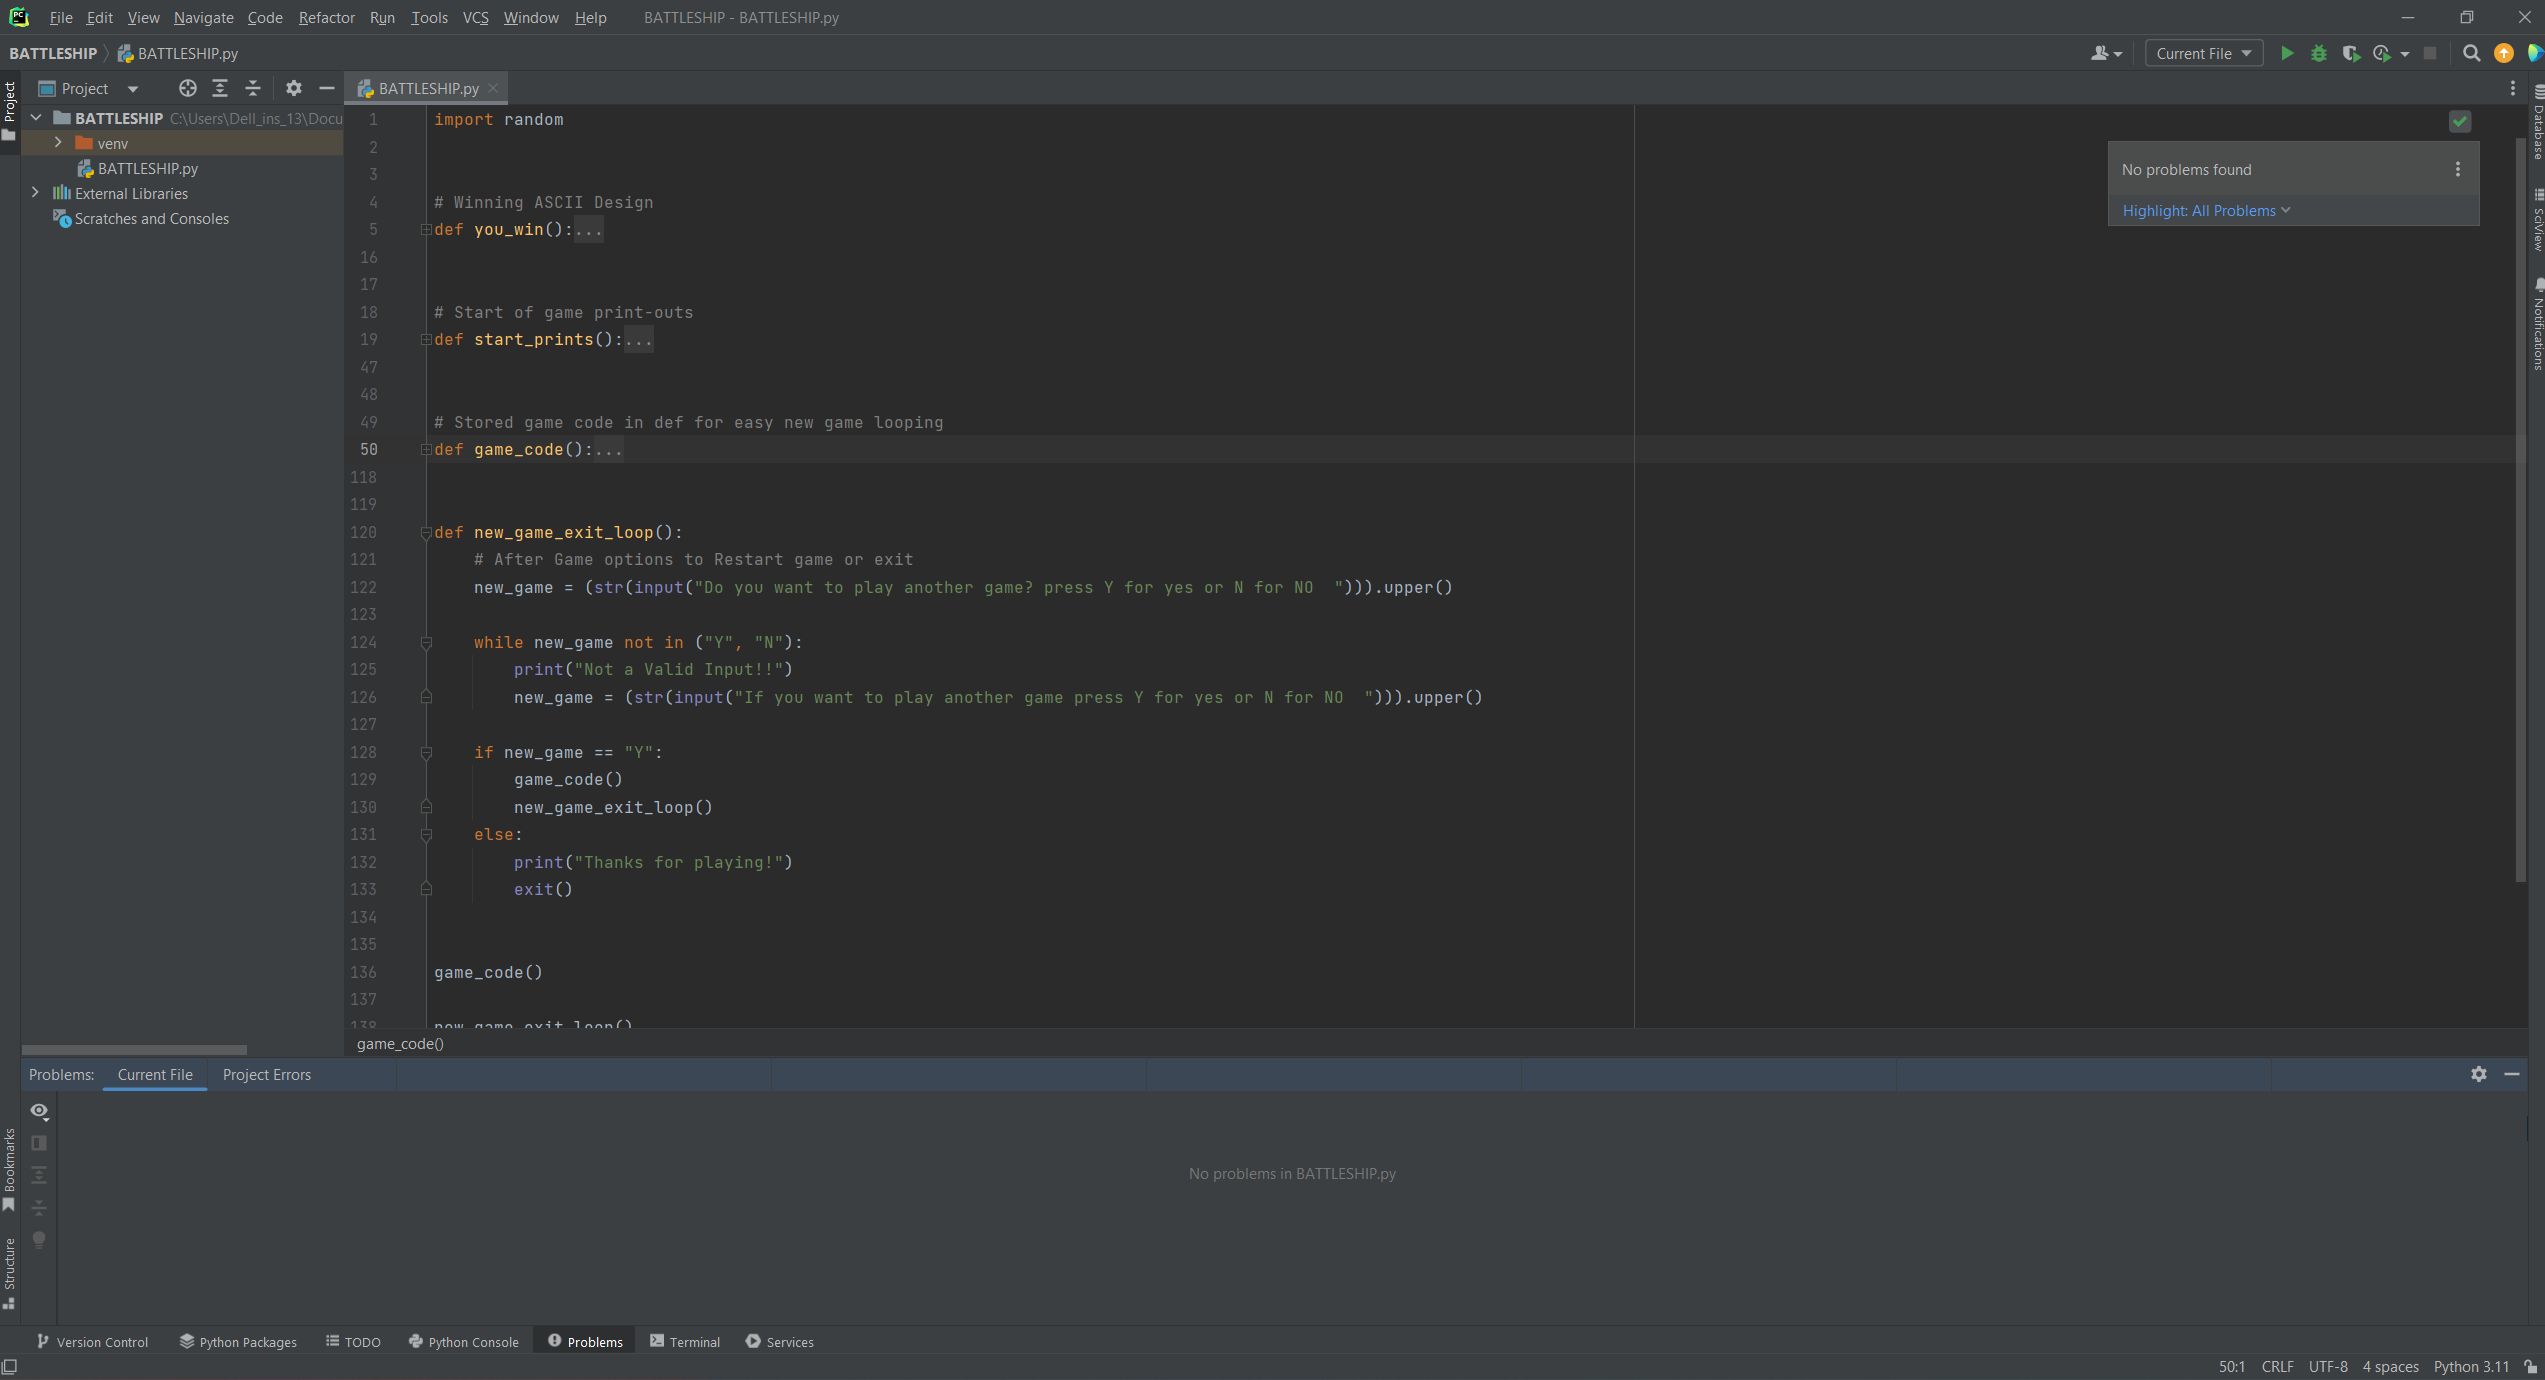 File Edit View Navigate Code Refactor Run Tools VCS Window Help BATTLESHIP - BATTLESHIP.py
BATTLESHIP BATTLESHIP.py Current File
Project BATTLESHIP.py
BATTLESHIP C:\Users\Dell_ins_13\Docu
venv
BATTLESHIP.py
External Libraries
Scratches and Consoles
Project
Bookmarks
Structure
1 import random
2
3
4 # Winning ASCII Design
5 def you_win():...
16
17
18 # Start of game print-outs
19 def start_prints():...
47
48
49 # Stored game code in def for easy new game looping
50 def game_code():...
118
119
120 def new_game_exit_loop():
121 # After Game options to Restart game or exit
122 new_game = (str(input("Do you want to play another game? press Y for yes or N for NO  "))).upper()
123
124 while new_game not in ("Y", "N"):
125 print("Not a Valid Input!!")
126 new_game = (str(input("If you want to play another game press Y for yes or N for NO  "))).upper()
127
128 if new_game == "Y":
129 game_code()
130 new_game_exit_loop()
131 else:
132 print("Thanks for playing!")
133 exit()
134
135
136 game_code()
137
138 new_game_exit_loop()
game_code()
No problems found
Highlight: All Problems
Database
SciView
Notifications
Problems: Current File Project Errors
No problems in BATTLESHIP.py
Version Control Python Packages TODO Python Console Problems Terminal Services
50:1 CRLF UTF-8 4 spaces Python 3.11